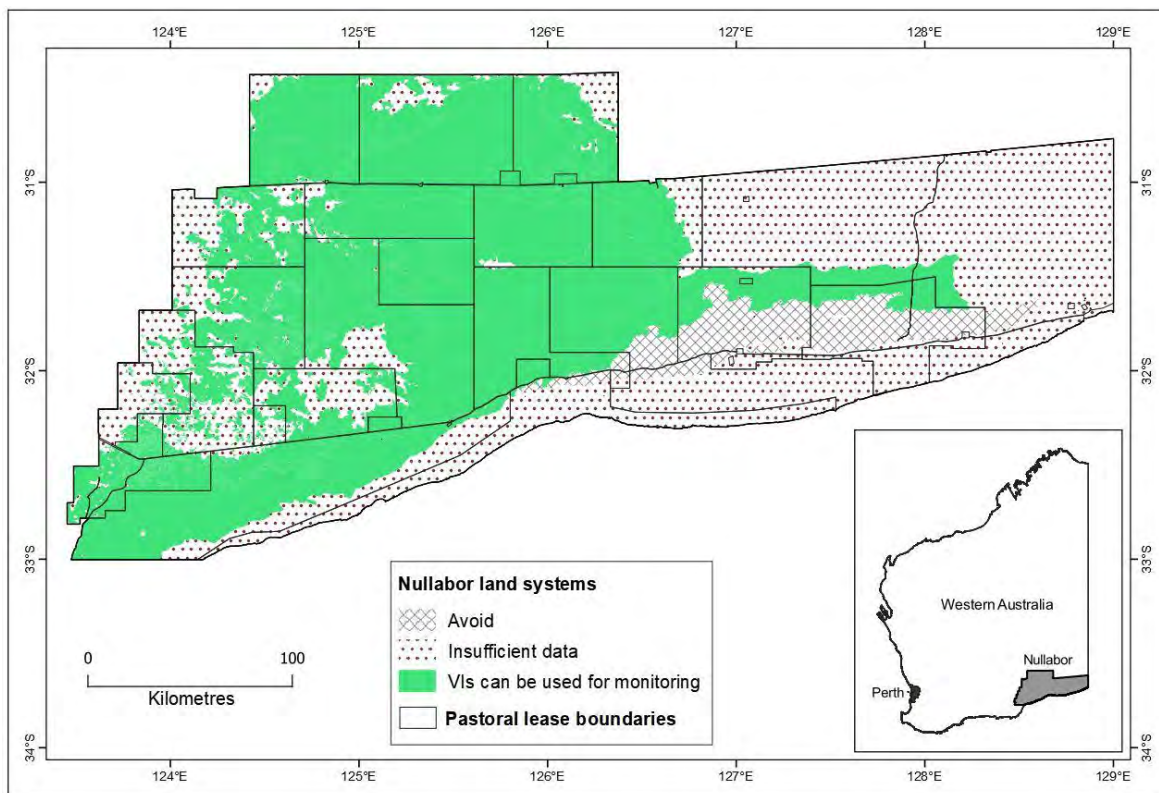 124°E 125°E 126°E 127°E 128°E 129°E
31°S 31°S
32°S 32°S
33°S 33°S
34°S 34°S
Nullabor land systems
Avoid
Insufficient data
VIs can be used for monitoring
Pastoral lease boundaries
0 100
Kilometres
Western Australia
Nullabor
Perth
124°E 125°E 126°E 127°E 128°E 129°E